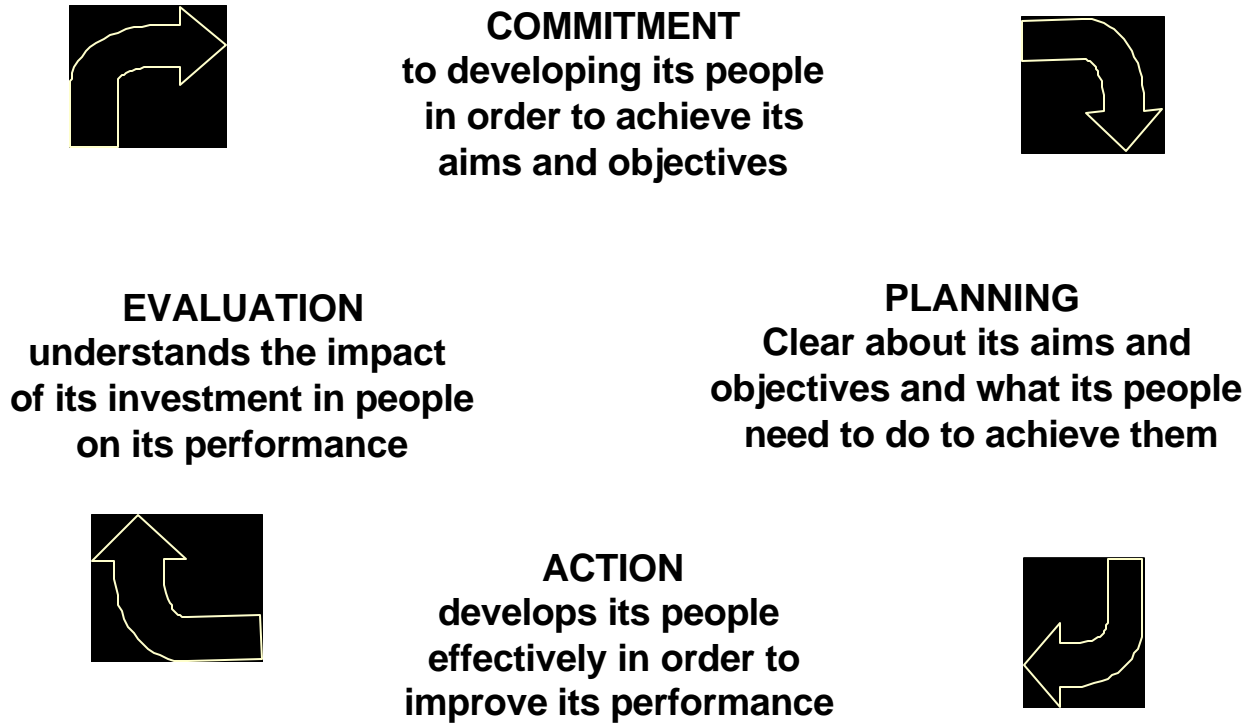 COMMITMENT
to developing its people
in order to achieve its
aims and objectives
EVALUATION
understands the impact
of its investment in people
on its performance
PLANNING
Clear about its aims and
objectives and what its people
need to do to achieve them
ACTION
develops its people
effectively in order to
improve its performance